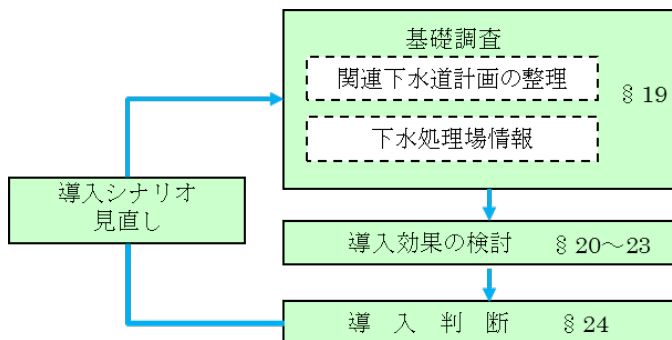 基礎調査
関連下水道計画の整理
§19
下水処理場情報
導入シナリオ
見直し
導入効果の検討 §20～23
導入判断 §24